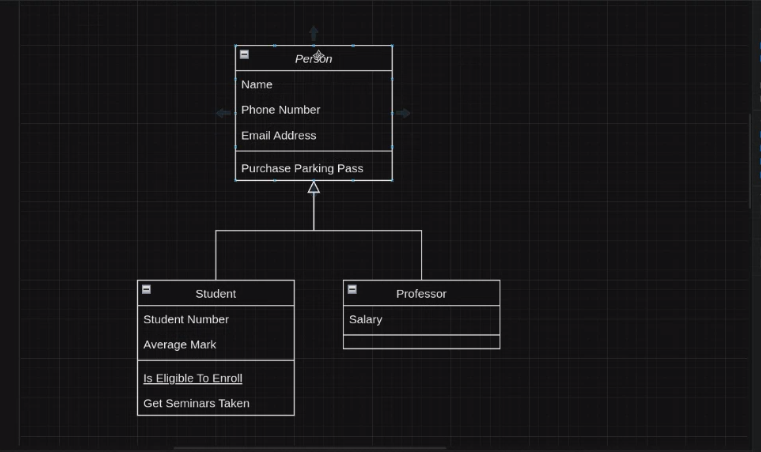 Person
Name
Phone Number
Email Address
Purchase Parking Pass
Student
Student Number
Average Mark
Is Eligible To Enroll
Get Seminars Taken
Professor
Salary